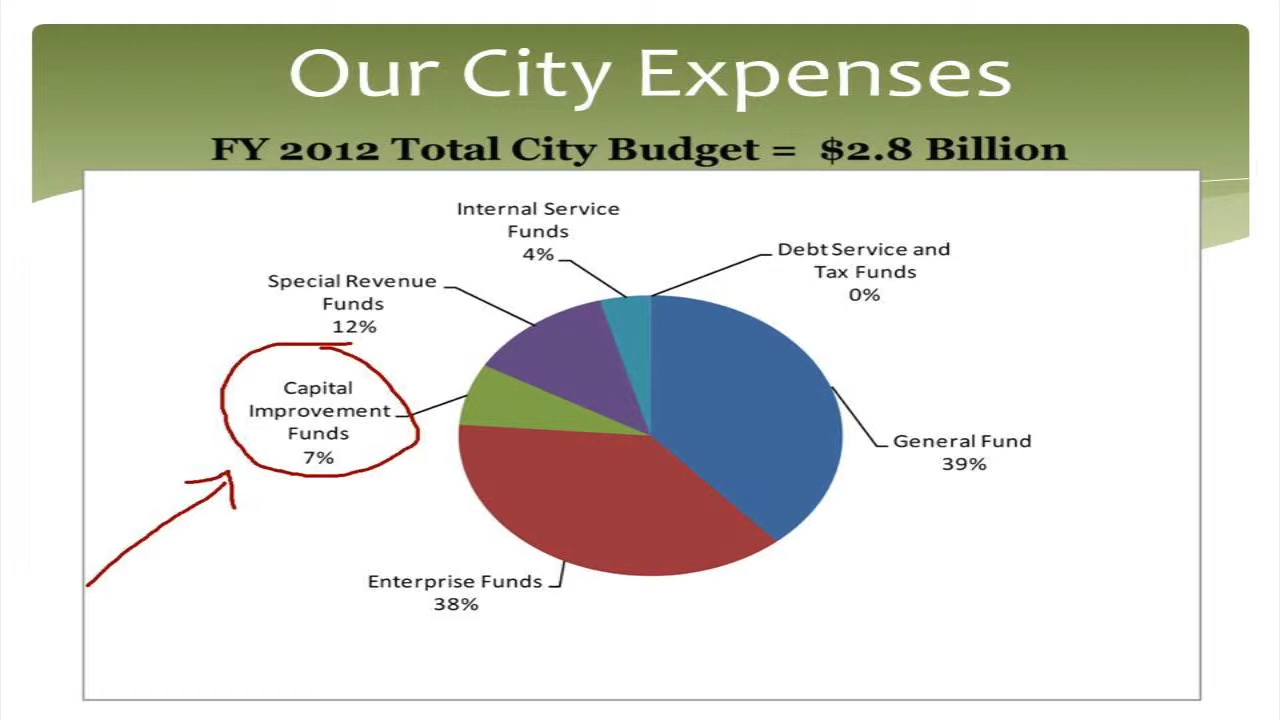 Our City Expenses
FY 2012 Total City Budget = $2.8 Billion
Internal Service
Funds
4%
Debt Service and
Tax Funds
0%
Special Revenue
Funds
12%
Capital
Improvement
Funds
7%
General Fund
39%
Enterprise Funds
38%